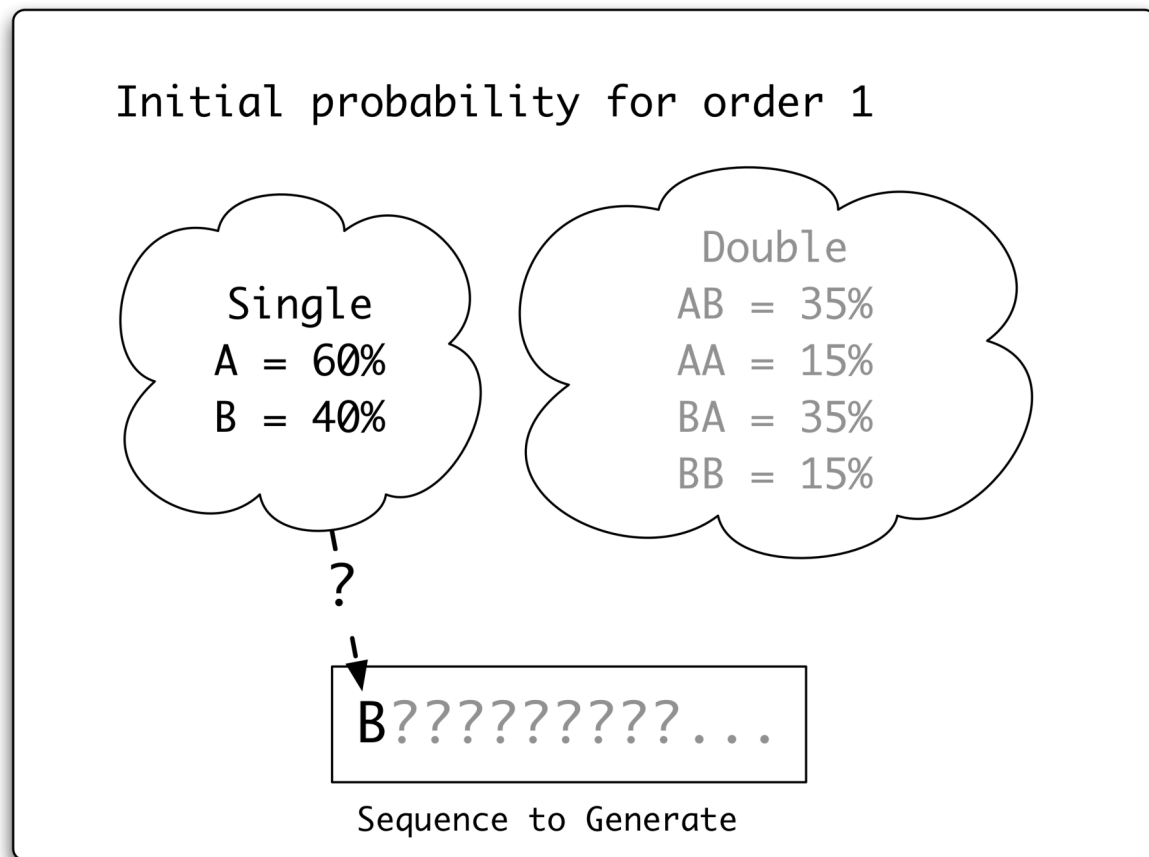 Initial probability for order 1
Single
A = 60%
B = 40%
Double
AB = 35%
AA = 15%
BA = 35%
BB = 15%
?
B?????????...
Sequence to Generate